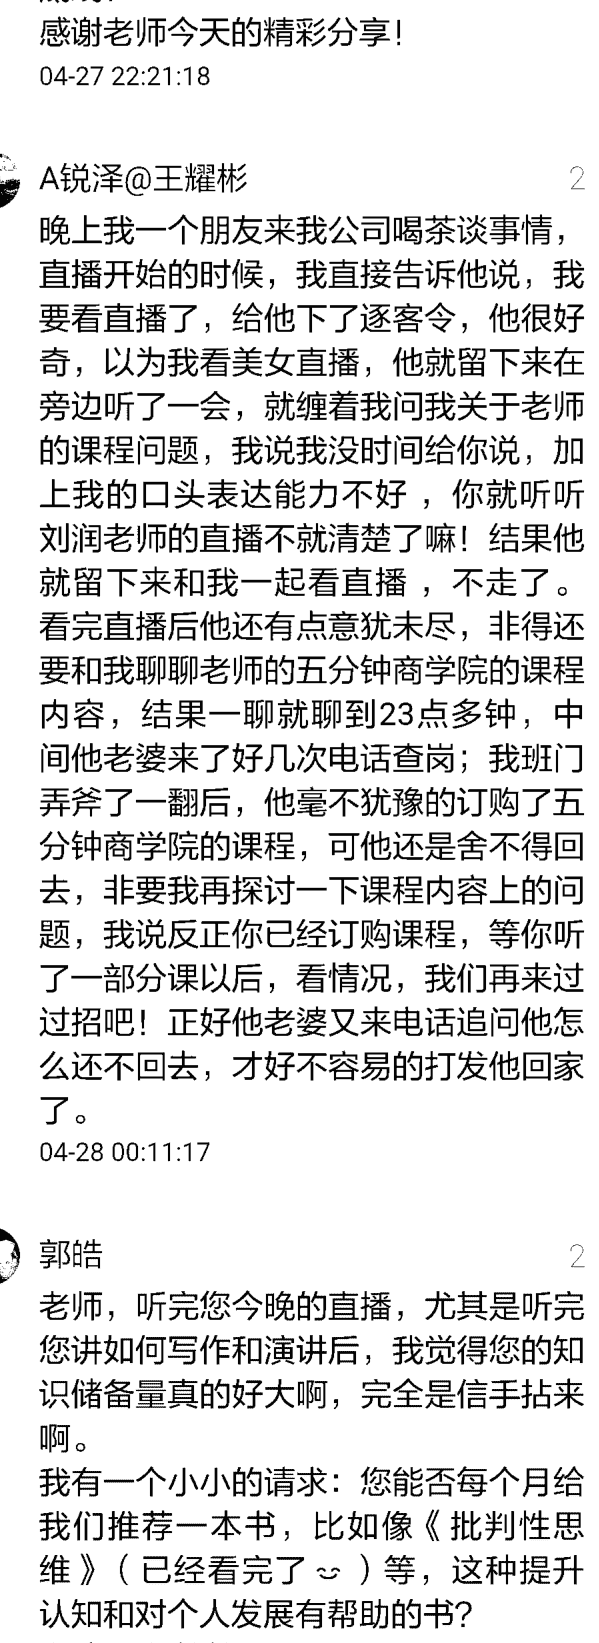 感谢老师今天的精彩分享！
04-27 22:21:18
A锐泽@王耀彬
2
晚上我一个朋友来我公司喝茶谈事情，
直播开始的时候，我直接告诉他说，我
要看直播了，给他下了逐客令，他很好
奇，以为我看美女直播，他就留下来在
旁边听了一会，就缠着我问我关于老师
的课程问题，我说我没时间给你说，加
上我的口头表达能力不好 ，你就听听
刘润老师的直播不就清楚了嘛！结果他
就留下来和我一起看直播 ，不走了。
看完直播后他还有点意犹未尽，非得还
要和我聊聊老师的五分钟商学院的课程
内容，结果一聊就聊到23点多钟，中
间他老婆来了好几次电话查岗；我班门
弄斧了一翻后，他毫不犹豫的订购了五
分钟商学院的课程，可他还是舍不得回
去，非要我再探讨一下课程内容上的问
题，我说反正你已经订购课程，等你听
了一部分课以后，看情况，我们再来过
过招吧！正好他老婆又来电话追问他怎
么还不回去，才好不容易的打发他回家
了。
04-28 00:11:17
郭皓
2
老师，听完您今晚的直播，尤其是听完
您讲如何写作和演讲后，我觉得您的知
识储备量真的好大啊，完全是信手拈来
啊。
我有一个小小的请求：您能否每个月给
我们推荐一本书，比如像《批判性思
维》（已经看完了）等，这种提升
认知和对个人发展有帮助的书？